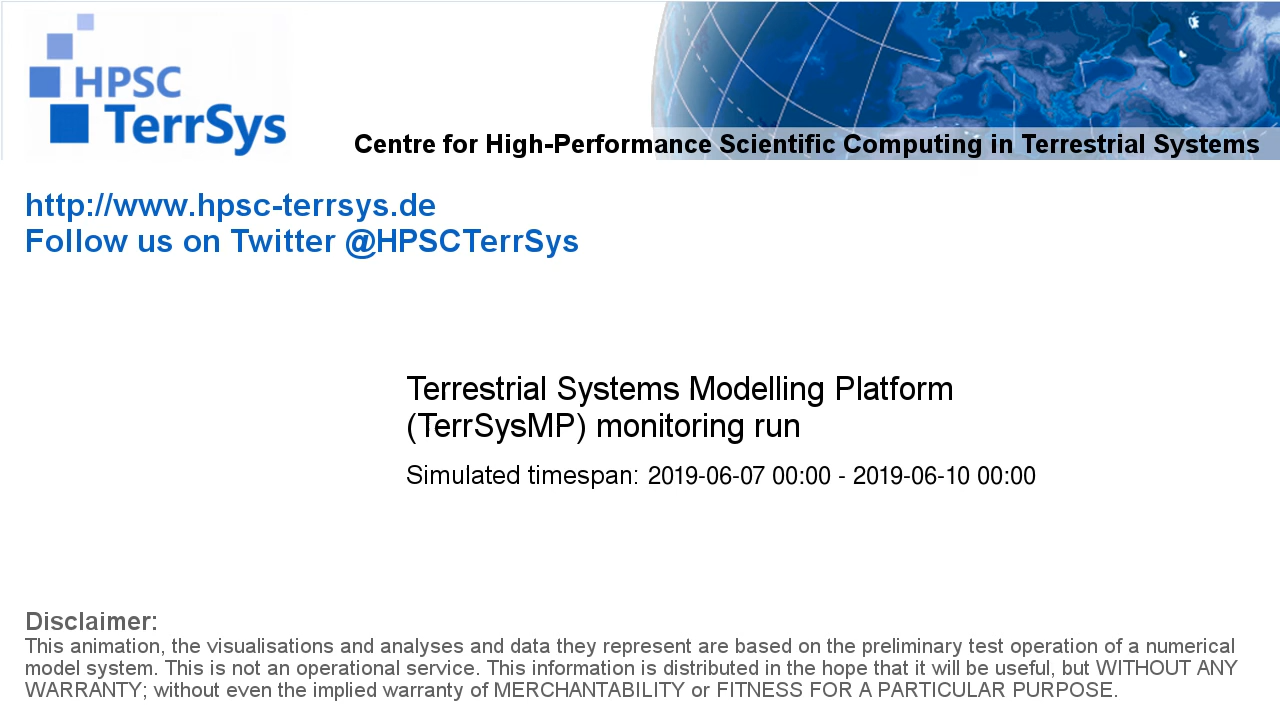 HPSC
TerrSys
Centre for High-Performance Scientific Computing in Terrestrial Systems
http://www.hpsc-terrsys.de
Follow us on Twitter @HPSCTerrSys
Terrestrial Systems Modelling Platform
(TerrSysMP) monitoring run
Simulated timespan: 2019-06-07 00:00 - 2019-06-10 00:00
Disclaimer:
This animation, the visualisations and analyses and data they represent are based on the preliminary test operation of a numerical
model system. This is not an operational service. This information is distributed in the hope that it will be useful, but WITHOUT ANY
WARRANTY; without even the implied warranty of MERCHANTABILITY or FITNESS FOR A PARTICULAR PURPOSE.